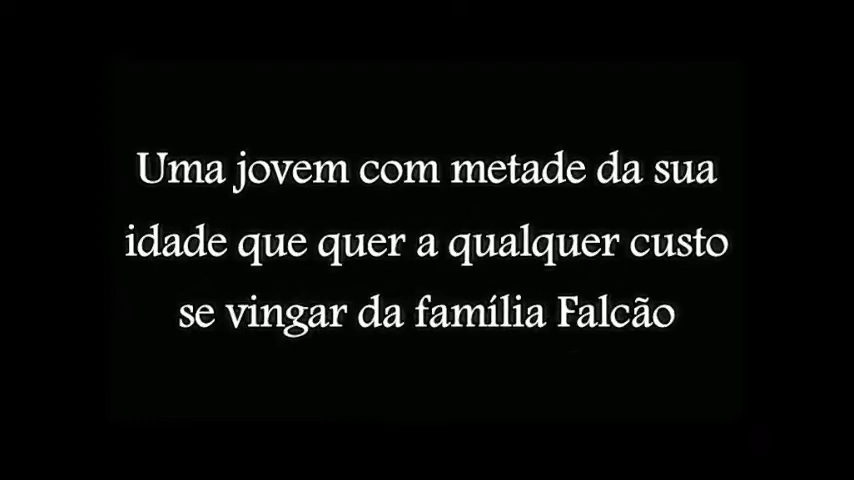 Uma jovem com metade da sua
idade que quer a qualquer custo
se vingar da família Falcão